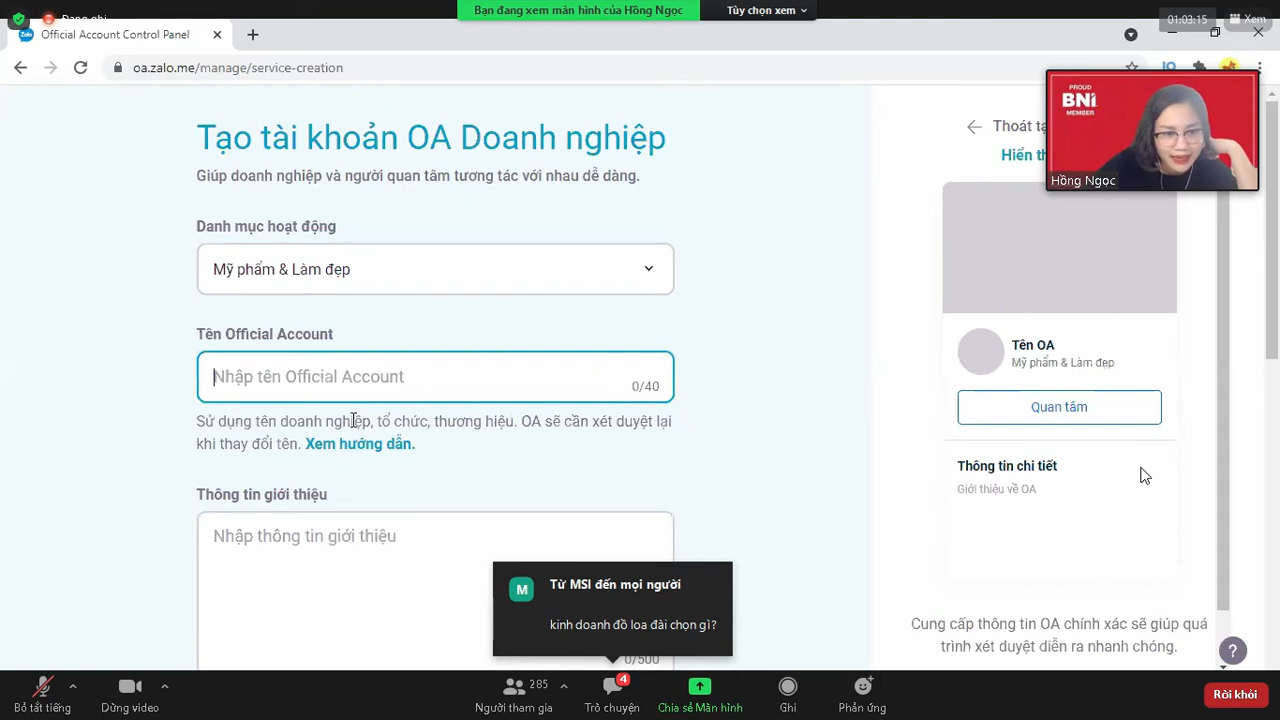 Bạn đang xem màn hình của Hồng Ngọc
Tùy chọn xem
Đang ghi
01:03:15
Xem
Official Account Control Panel
oa.zalo.me/manage/service-creation
Tạo tài khoản OA Doanh nghiệp
Giúp doanh nghiệp và người quan tâm tương tác với nhau dễ dàng.
Danh mục hoạt động
Mỹ phẩm & Làm đẹp
Tên Official Account
Nhập tên Official Account
0/40
Sử dụng tên doanh nghiệp, tổ chức, thương hiệu. OA sẽ cần xét duyệt lại
khi thay đổi tên. Xem hướng dẫn.
Thông tin giới thiệu
Nhập thông tin giới thiệu
0/500
Thoát
Hiển
PROUD
BNI
MEMBER
Hồng Ngọc
Tên OA
Mỹ phẩm & Làm đẹp
Quan tâm
Thông tin chi tiết
Giới thiệu về OA
Cung cấp thông tin OA chính xác sẽ giúp quá
trình xét duyệt diễn ra nhanh chóng.
?
M
Từ MSI đến mọi người
kinh doanh đồ loa đài chọn gì?
Bỏ tắt tiếng
Dừng video
285
Người tham gia
4
Trò chuyện
Chia sẻ Màn hình
Ghi
Phản ứng
Rời khỏi